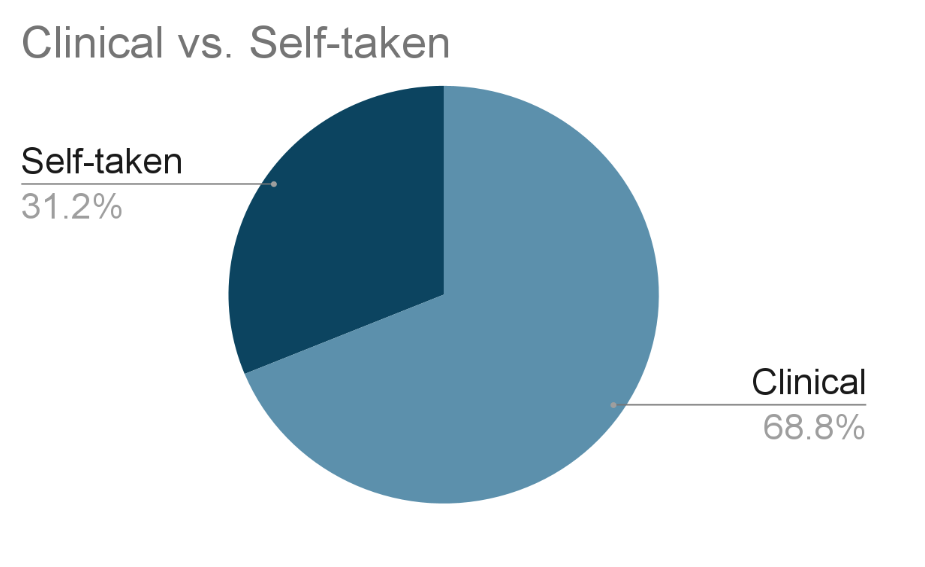 Clinical vs. Self-taken
Self-taken
31.2%
Clinical
68.8%